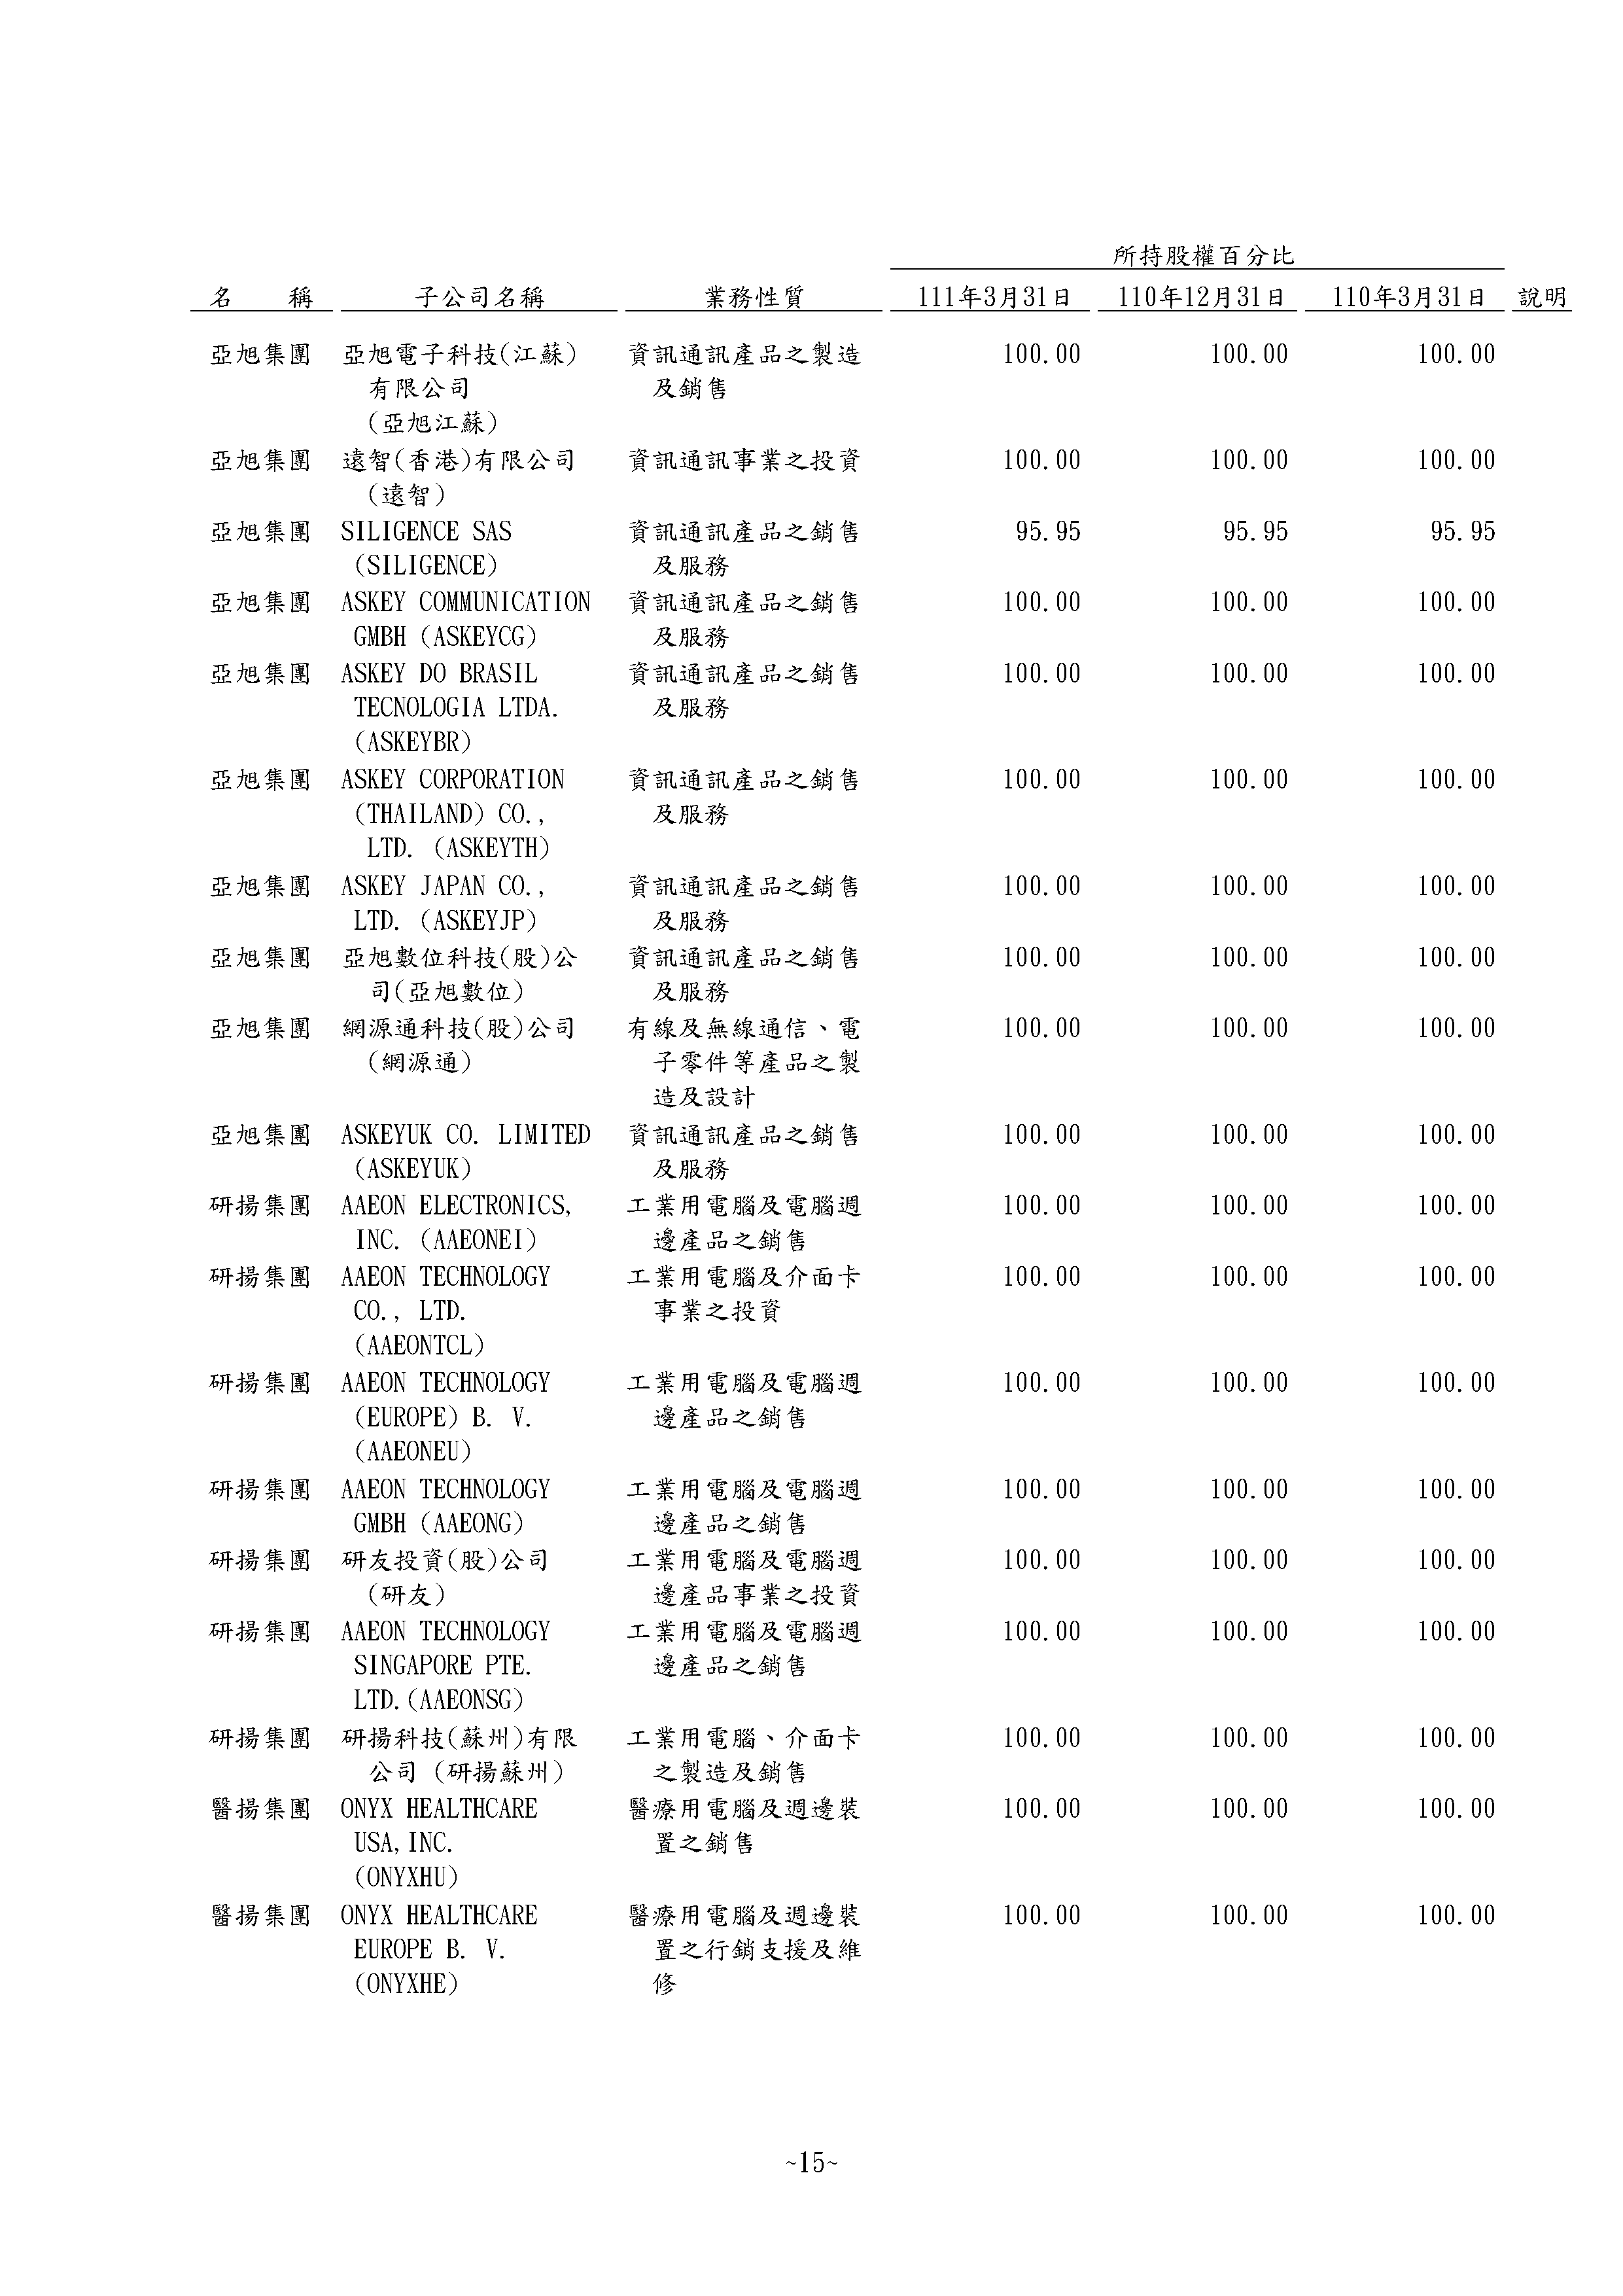 所持股權百分比
名　　稱 子公司名稱 業務性質 111年3月31日 110年12月31日 110年3月31日 說明
亞旭集團 亞旭電子科技(江蘇) 資訊通訊產品之製造 100.00 100.00 100.00
有限公司 及銷售
(亞旭江蘇)
亞旭集團 遠智(香港)有限公司 資訊通訊事業之投資 100.00 100.00 100.00
(遠智)
亞旭集團 SILIGENCE SAS 資訊通訊產品之銷售 95.95 95.95 95.95
(SILIGENCE) 及服務
亞旭集團 ASKEY COMMUNICATION 資訊通訊產品之銷售 100.00 100.00 100.00
GMBH (ASKEYCG) 及服務
亞旭集團 ASKEY DO BRASIL 資訊通訊產品之銷售 100.00 100.00 100.00
TECNOLOGIA LTDA. 及服務
(ASKEYBR)
亞旭集團 ASKEY CORPORATION 資訊通訊產品之銷售 100.00 100.00 100.00
(THAILAND) CO., 及服務
LTD. (ASKEYTH)
亞旭集團 ASKEY JAPAN CO., 資訊通訊產品之銷售 100.00 100.00 100.00
LTD. (ASKEYJP) 及服務
亞旭集團 亞旭數位科技(股)公 資訊通訊產品之銷售 100.00 100.00 100.00
司(亞旭數位) 及服務
亞旭集團 網源通科技(股)公司 有線及無線通信、電 100.00 100.00 100.00
(網源通) 子零件等產品之製
造及設計
亞旭集團 ASKEYUK CO. LIMITED 資訊通訊產品之銷售 100.00 100.00 100.00
(ASKEYUK) 及服務
研揚集團 AAEON ELECTRONICS, 工業用電腦及電腦週 100.00 100.00 100.00
INC. (AAEONEI) 邊產品之銷售
研揚集團 AAEON TECHNOLOGY 工業用電腦及介面卡 100.00 100.00 100.00
CO., LTD. 事業之投資
(AAEONTCL)
研揚集團 AAEON TECHNOLOGY 工業用電腦及電腦週 100.00 100.00 100.00
(EUROPE) B. V. 邊產品之銷售
(AAEONEU)
研揚集團 AAEON TECHNOLOGY 工業用電腦及電腦週 100.00 100.00 100.00
GMBH (AAEONG) 邊產品之銷售
研揚集團 研友投資(股)公司 工業用電腦及電腦週 100.00 100.00 100.00
(研友) 邊產品事業之投資
研揚集團 AAEON TECHNOLOGY 工業用電腦及電腦週 100.00 100.00 100.00
SINGAPORE PTE. 邊產品之銷售
LTD.(AAEONSG)
研揚集團 研揚科技(蘇州)有限 工業用電腦、介面卡 100.00 100.00 100.00
公司 (研揚蘇州) 之製造及銷售
醫揚集團 ONYX HEALTHCARE 醫療用電腦及週邊裝 100.00 100.00 100.00
USA,INC. 置之銷售
(ONYXHU)
醫揚集團 ONYX HEALTHCARE 醫療用電腦及週邊裝 100.00 100.00 100.00
EUROPE B. V. 置之行銷支援及維
(ONYXHE) 修
~15~